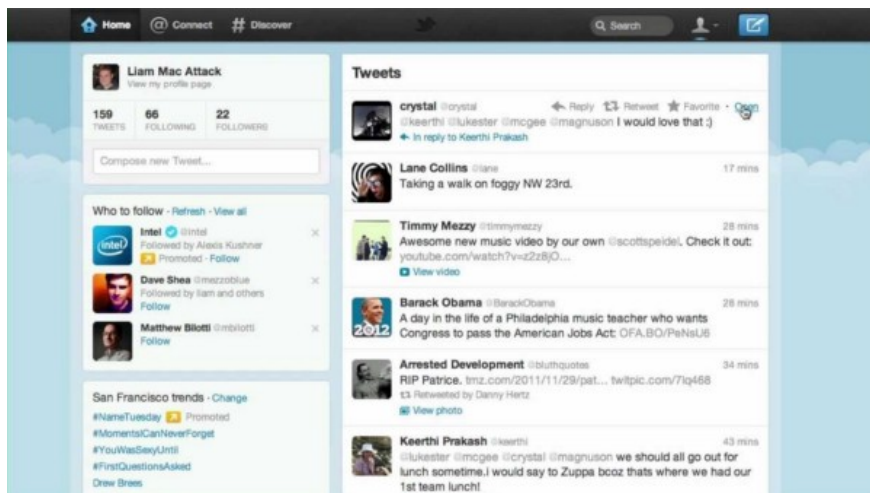 Home Connect Discover Search
Liam Mac Attack
View my profile page
159 66 22
TWEETS FOLLOWING FOLLOWERS
Compose new Tweet...
Who to follow · Refresh · View all
Intel @intel
Followed by Alexis Kushner
Promoted · Follow
Dave Shea @mezzoblue
Followed by liam and others
Follow
Matthew Bilotti @mbilotti
Follow
San Francisco trends · Change
#NameTuesday Promoted
#MomentsICanNeverForget
#YouWasSexyUntil
#FirstQuestionsAsked
Drew Brees
Tweets
crystal @crystal Reply Retweet Favorite · Open
@keerthi @lukester @mcgee @magnuson I would love that :)
In reply to Keerthi Prakash
Lane Collins @lane 17 mins
Taking a walk on foggy NW 23rd.
Timmy Mezzy @timmymezzy 28 mins
Awesome new music video by our own @scottspeidel. Check it out:
youtube.com/watch?v=z2z8jO...
View video
Barack Obama @BarackObama 28 mins
2012
A day in the life of a Philadelphia music teacher who wants
Congress to pass the American Jobs Act: OFA.BO/PeNsU6
Arrested Development @bluthquotes 34 mins
RIP Patrice. tmz.com/2011/11/29/pat... twitpic.com/7lq468
Retweeted by Danny Hertz
View photo
Keerthi Prakash @keerthi 43 mins
@lukester @mcgee @crystal @magnuson we should all go out for
lunch sometime.i would say to Zuppa bcoz thats where we had our
1st team lunch!